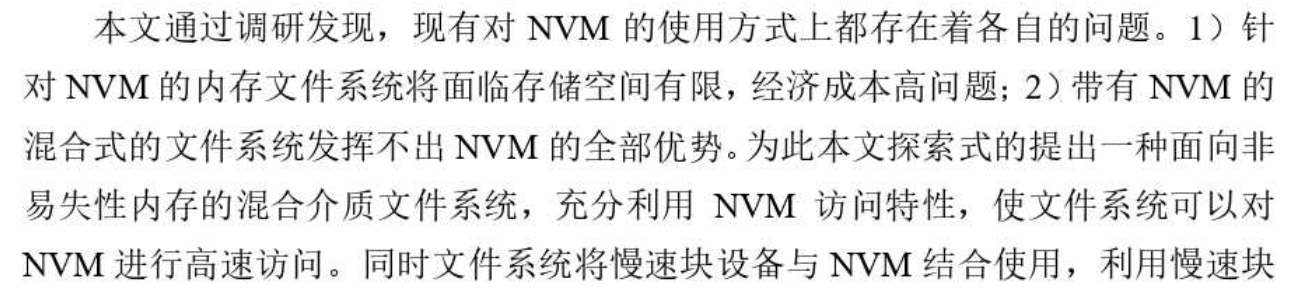 本文通过调研发现，现有对 NVM 的使用方式上都存在着各自的问题。1）针
对 NVM 的内存文件系统将面临存储空间有限，经济成本高问题；2）带有 NVM 的
混合式的文件系统发挥不出 NVM 的全部优势。为此本文探索式的提出一种面向非
易失性内存的混合介质文件系统，充分利用 NVM 访问特性，使文件系统可以对
NVM 进行高速访问。同时文件系统将慢速块设备与 NVM 结合使用，利用慢速块